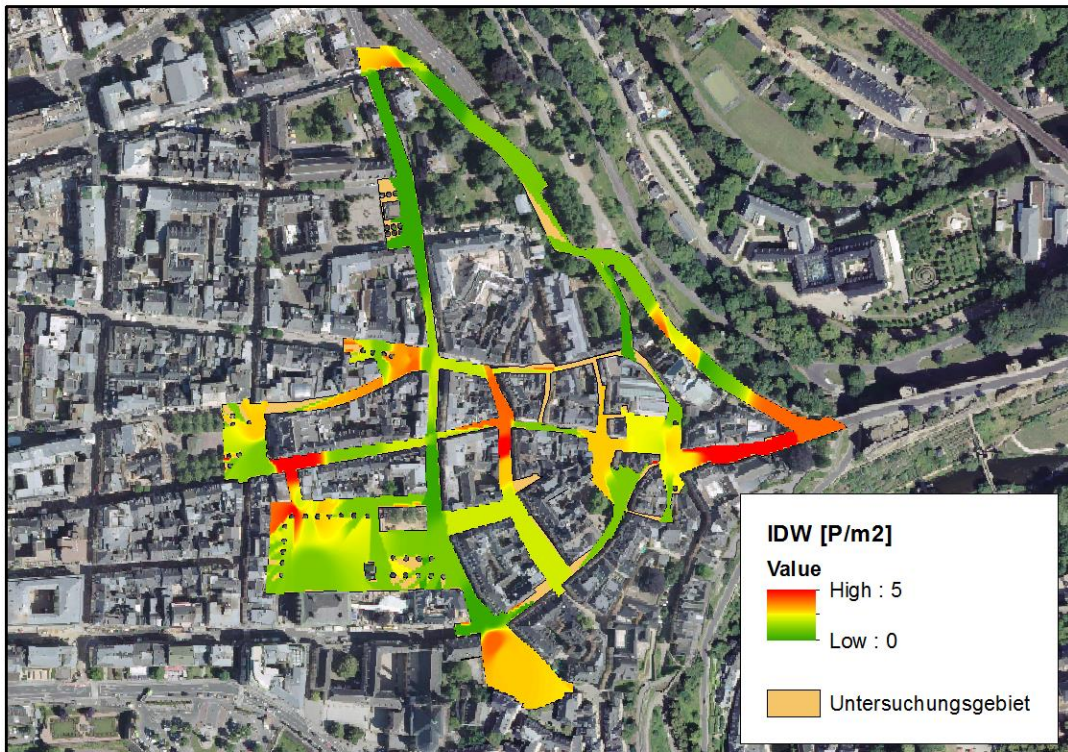 IDW [P/m2]
Value
High : 5
Low : 0
Untersuchungsgebiet